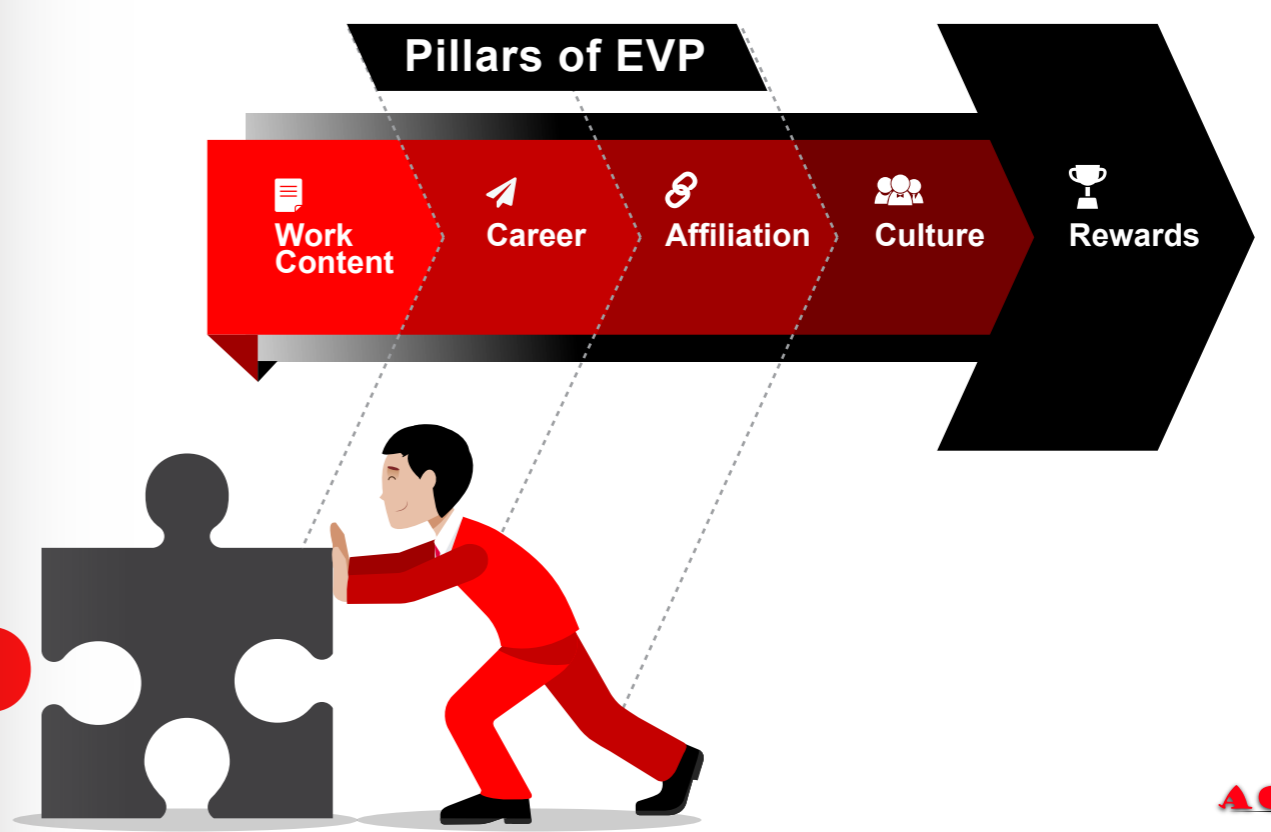 Pillars of EVP
Work
Content
Career
Affiliation
Culture
Rewards